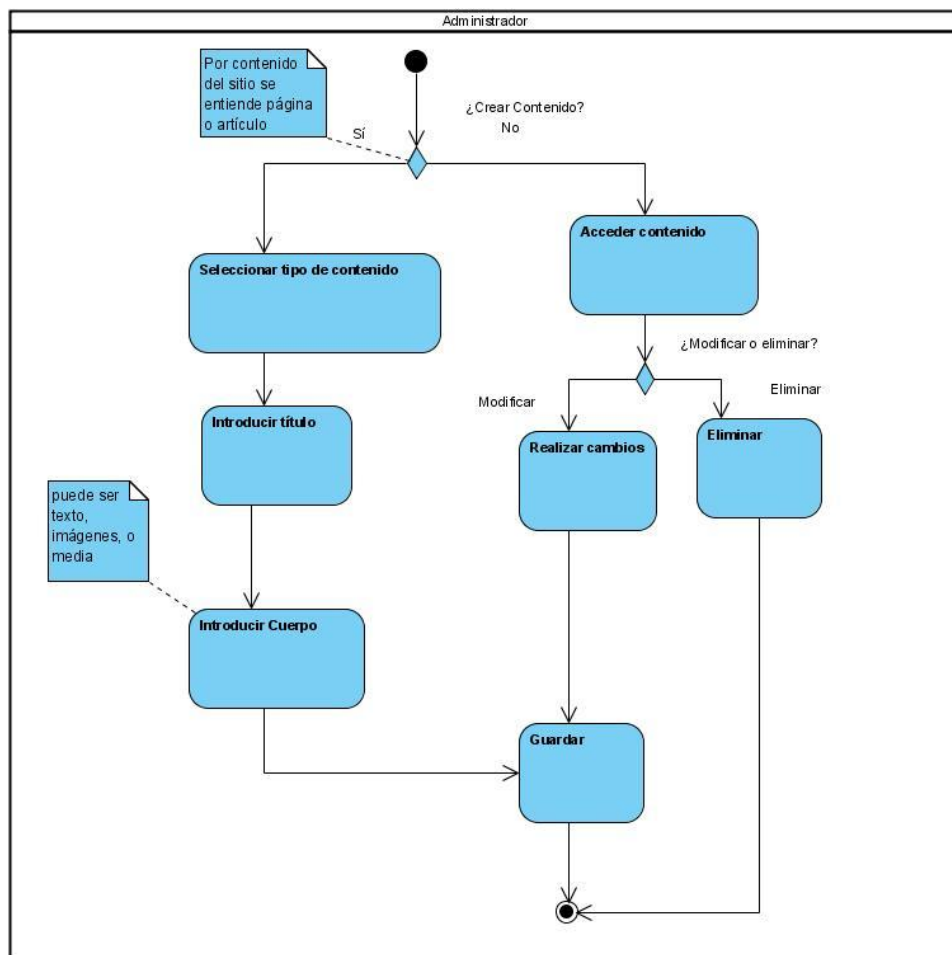 Administrador
Por contenido
del sitio se
entiende página
o artículo
¿Crear Contenido?
No
Sí
Acceder contenido
Seleccionar tipo de contenido
¿Modificar o eliminar?
Modificar
Eliminar
Introducir título
Realizar cambios
Eliminar
puede ser
texto,
imágenes, o
media
Introducir Cuerpo
Guardar